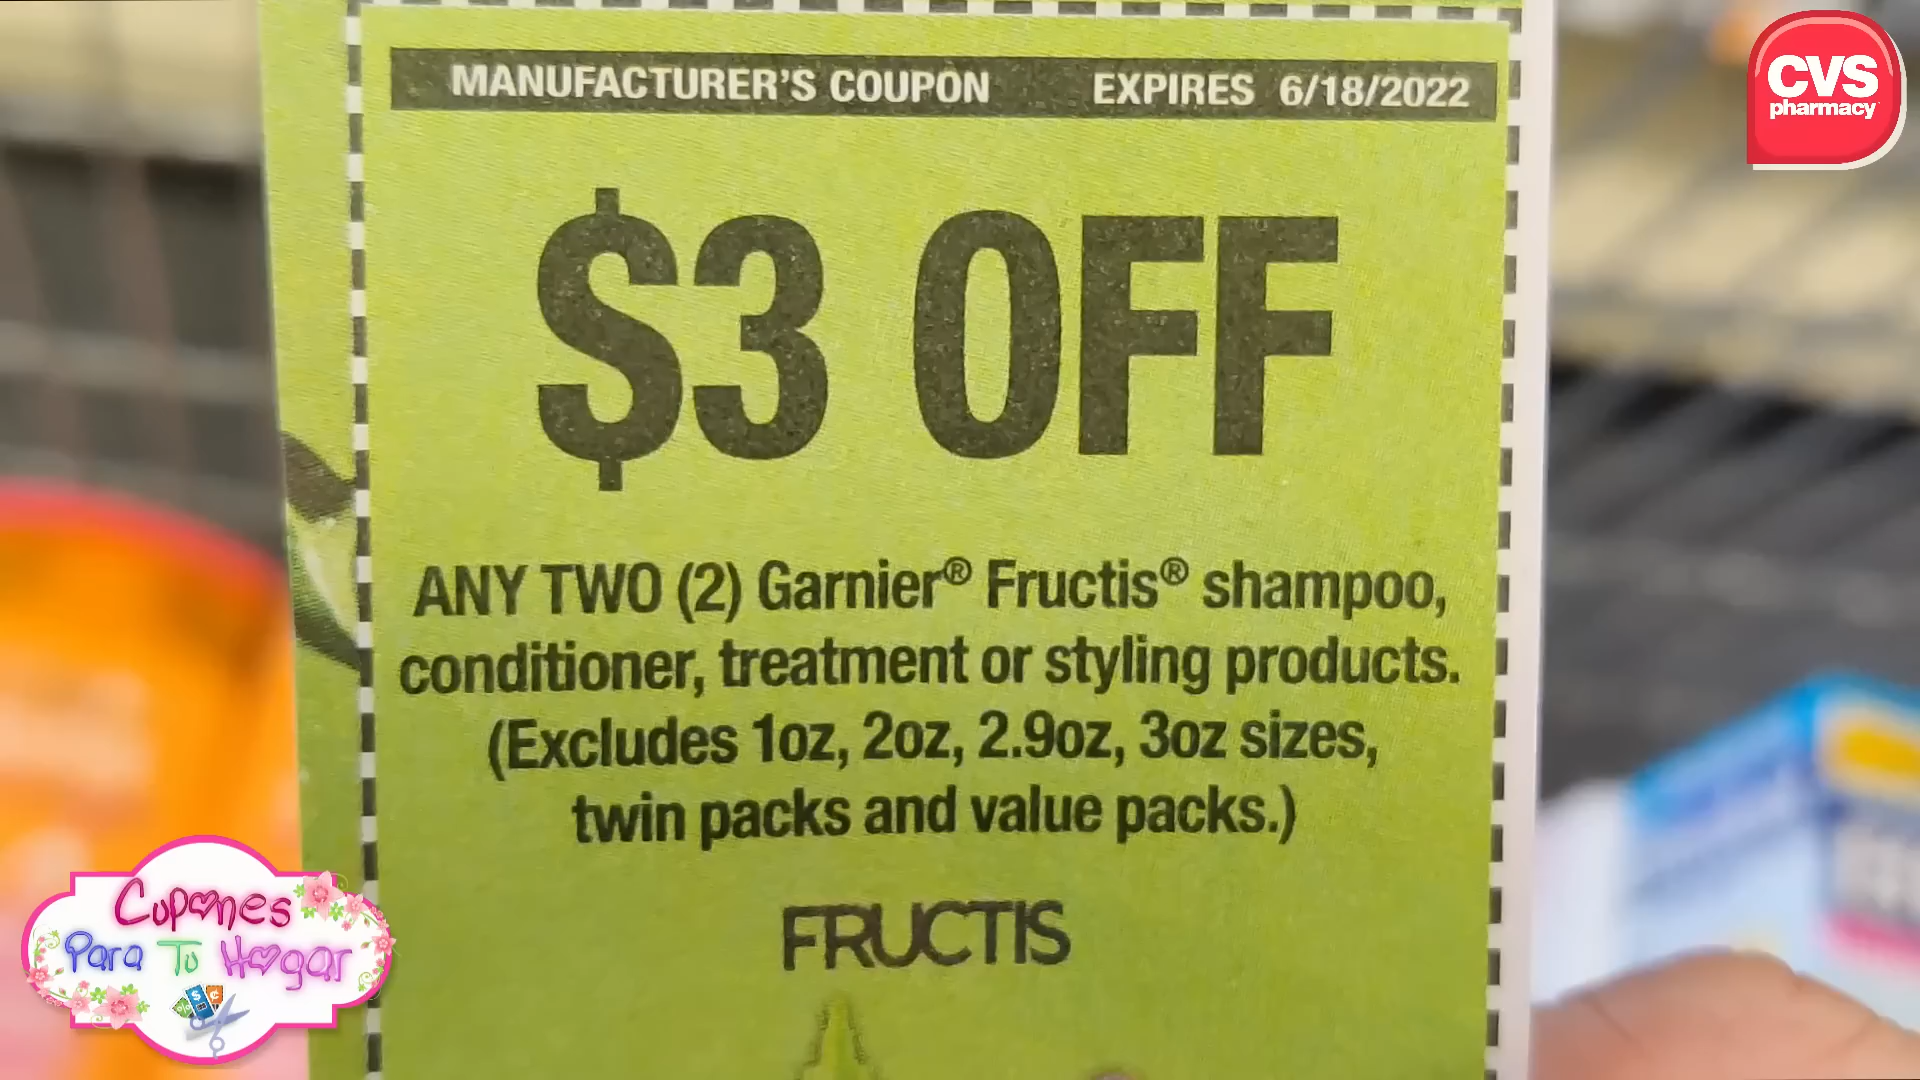 CVS
pharmacy
MANUFACTURER'S COUPON EXPIRES 6/18/2022
$3 OFF
ANY TWO (2) Garnier® Fructis® shampoo,
conditioner, treatment or styling products.
(Excludes 1oz, 2oz, 2.9oz, 3oz sizes,
twin packs and value packs.)
FRUCTIS
Cupones
Para Tu Hogar